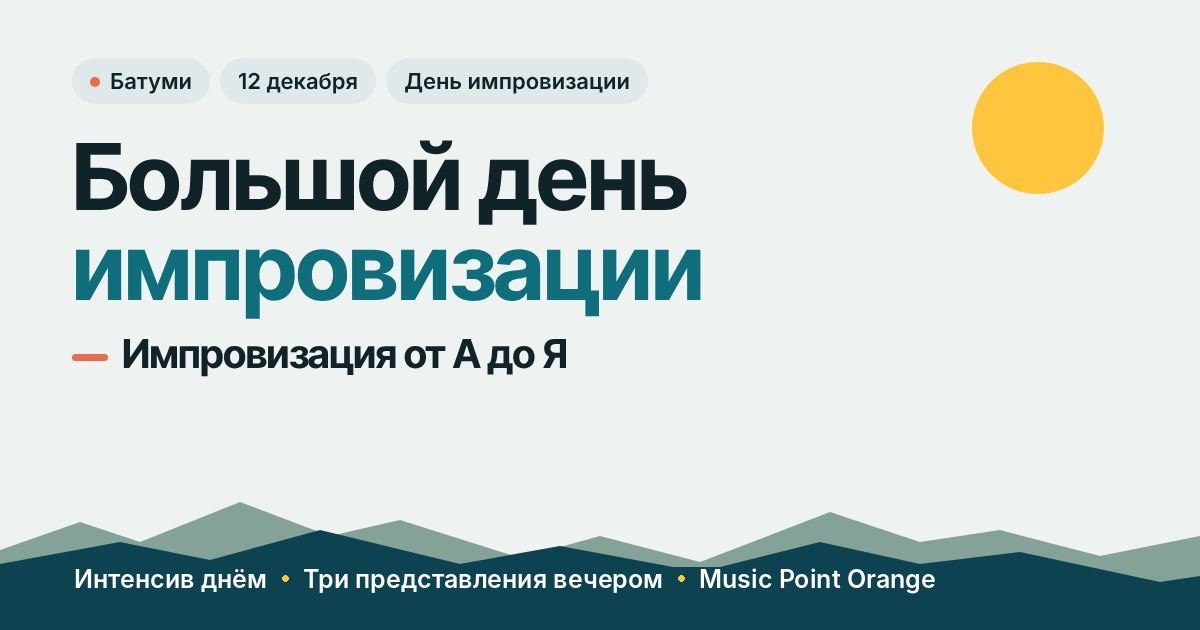 Батуми 12 декабря День импровизации
Большой день
импровизации
Импровизация от А до Я
Интенсив днём • Три представления вечером • Music Point Orange